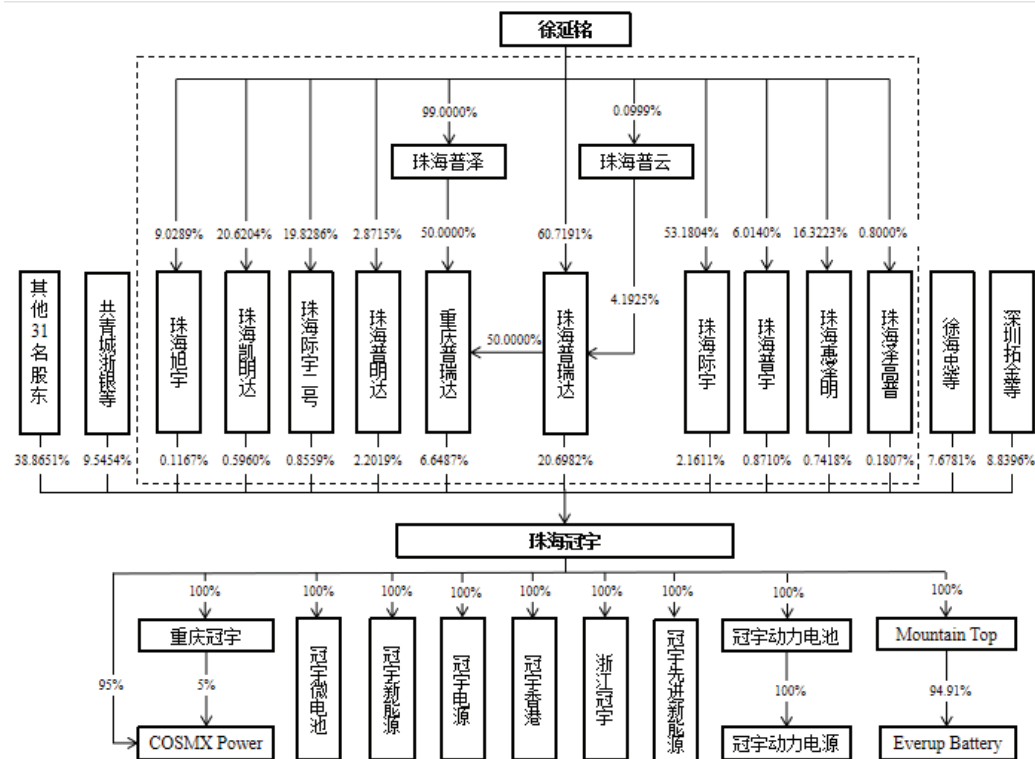 徐延铭
99.0000%
0.0999%
珠海普泽
珠海普云
9.0289%
20.6204%
19.8286%
2.8715%
50.0000%
60.7191%
53.1804%
6.0140%
16.3223%
0.8000%
4.1925%
50.0000%
其他31名股东
共青城浙银等
珠海旭宇
珠海凯明达
珠海际宇二号
珠海普明达
重庆普瑞达
珠海普瑞达
珠海际宇
珠海普宇
珠海惠泽明
珠海泽高普
徐海忠等
深圳拓金等
38.8651%
9.5454%
0.1167%
0.5960%
0.8559%
2.2019%
6.6487%
20.6982%
2.1611%
0.8710%
0.7418%
0.1807%
7.6781%
8.8396%
珠海冠宇
100%
100%
100%
100%
100%
100%
100%
100%
100%
重庆冠宇
冠宇微电池
冠宇新能源
冠宇电源
冠宇香港
浙江冠宇
冠宇先进新能源
冠宇动力电池
Mountain Top
95%
5%
100%
94.91%
COSMX Power
冠宇动力电源
Everup Battery